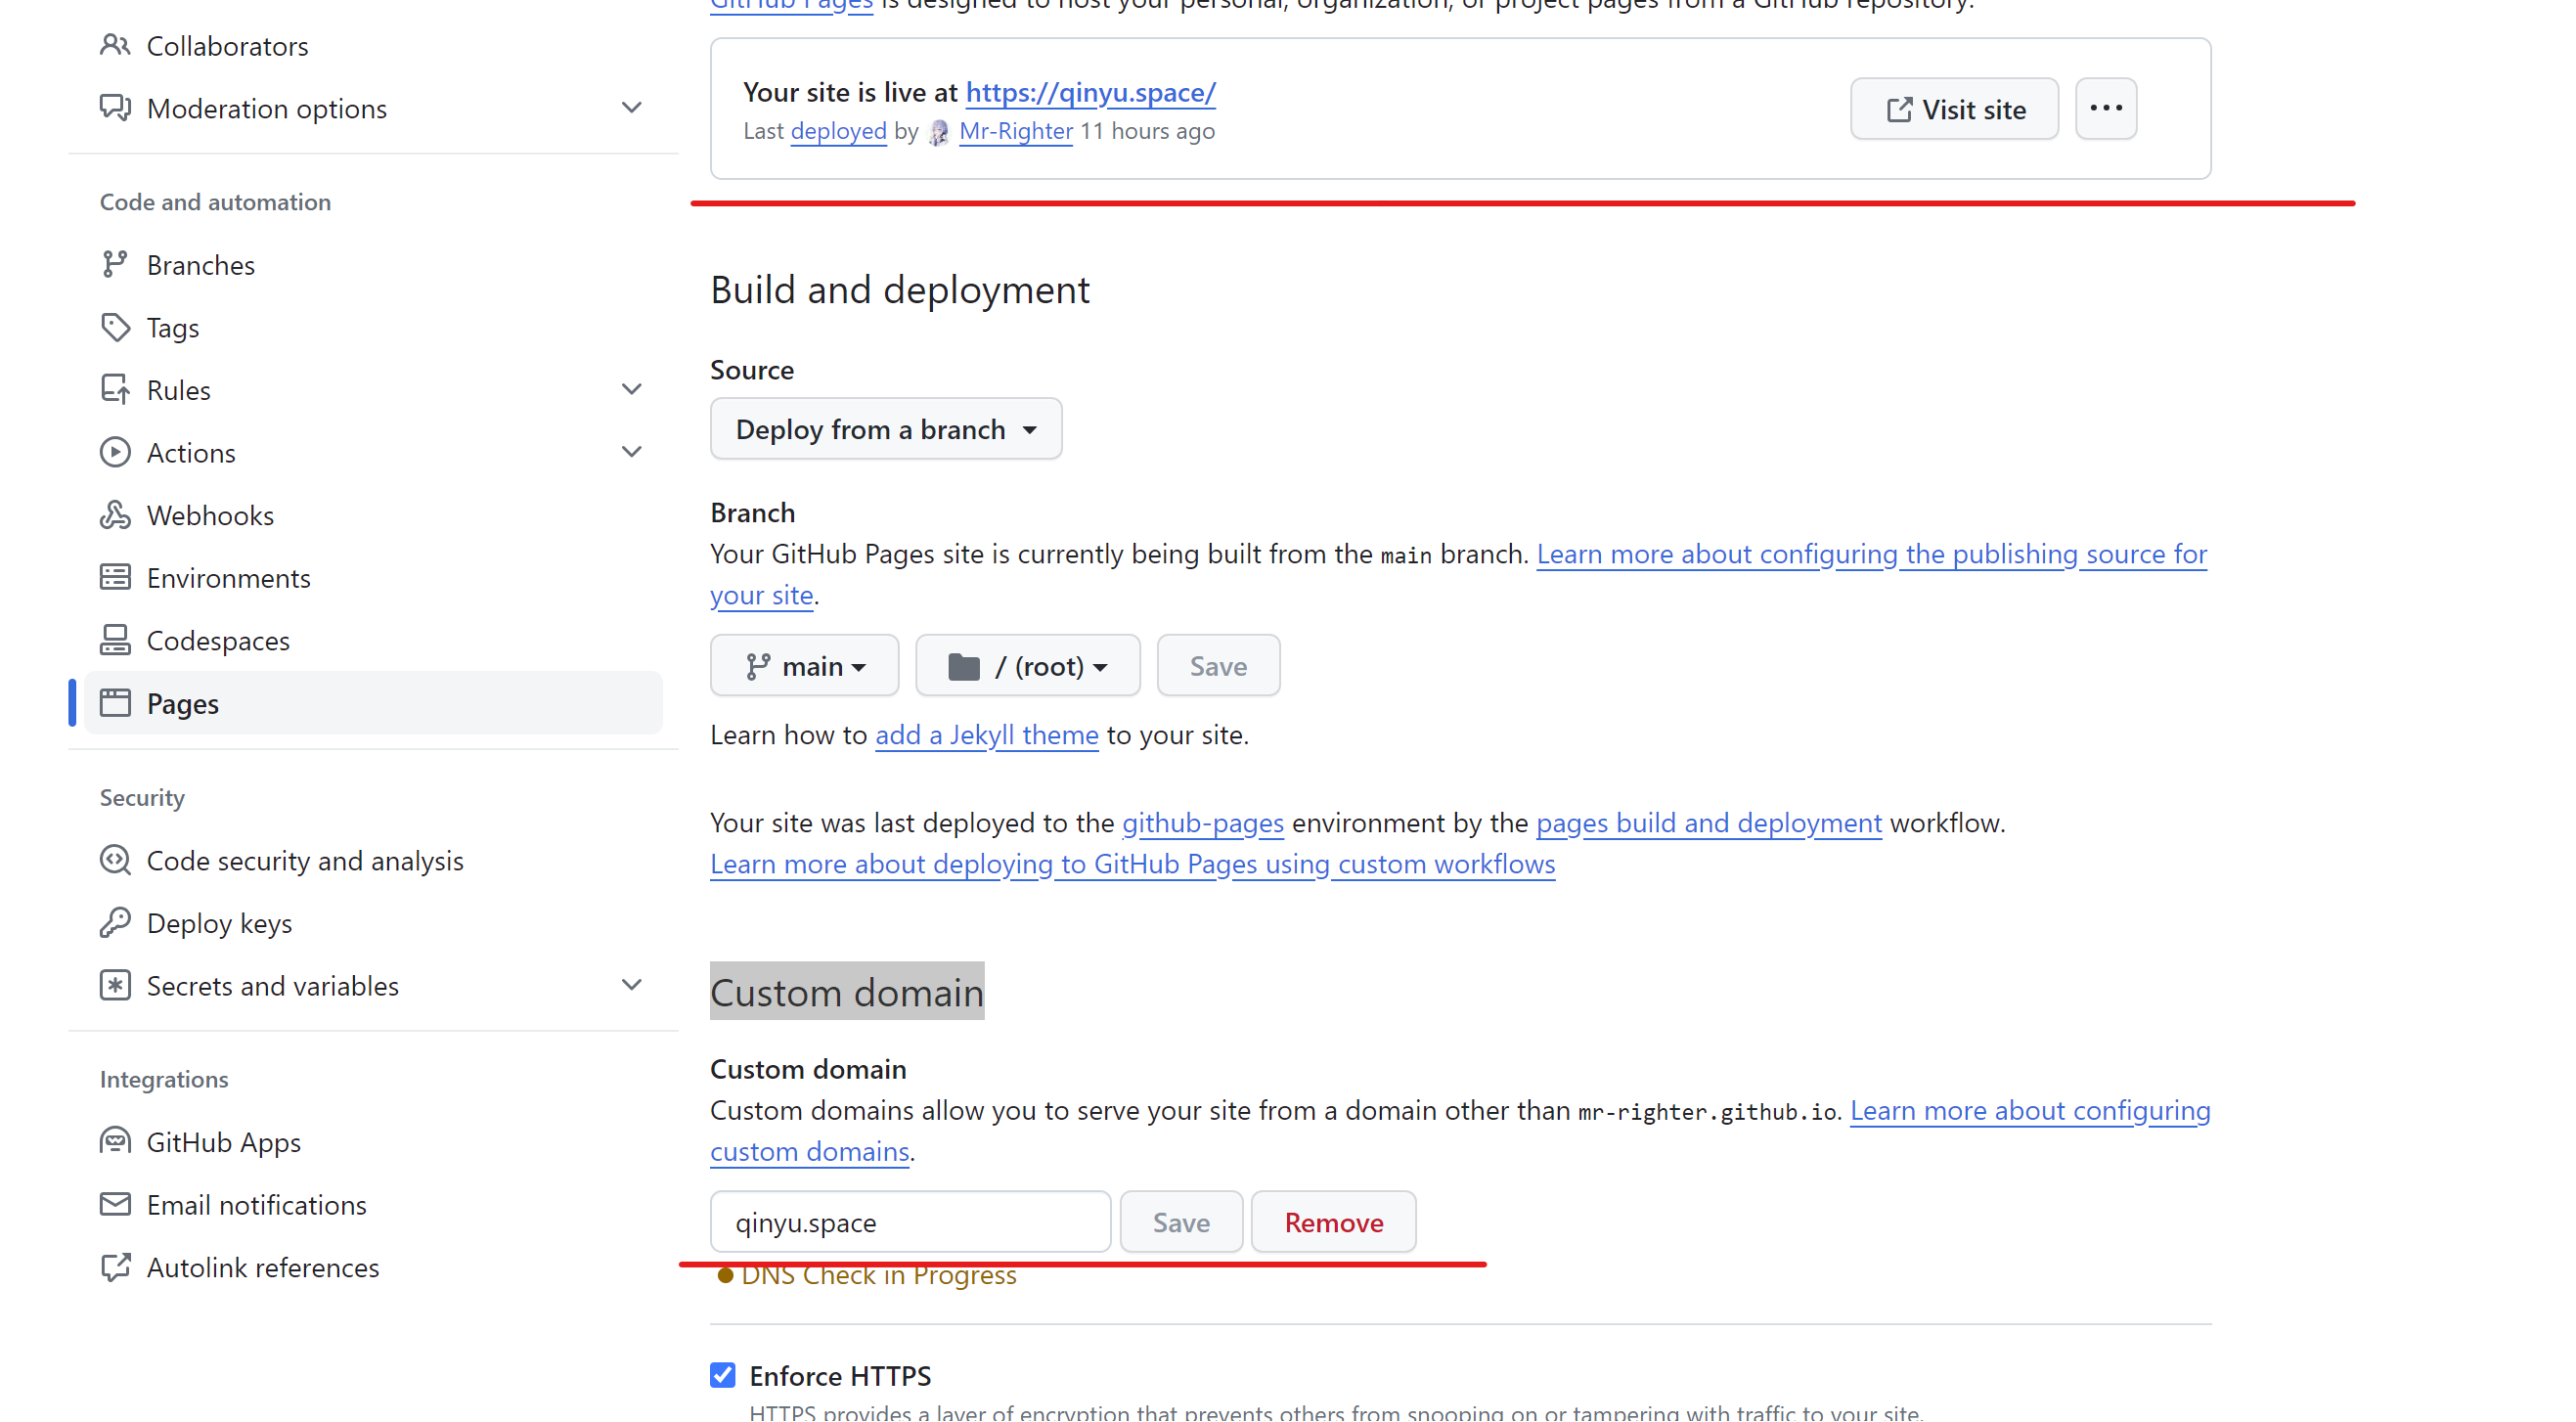 GitHub Pages is designed to host your personal, organization, or project pages from a GitHub repository.
Collaborators
Moderation options
Your site is live at https://qinyu.space/
Last deployed by Mr-Righter 11 hours ago
Visit site
Code and automation
Branches
Tags
Rules
Actions
Webhooks
Environments
Codespaces
Pages
Security
Code security and analysis
Deploy keys
Secrets and variables
Integrations
GitHub Apps
Email notifications
Autolink references
Build and deployment
Source
Deploy from a branch
Branch
Your GitHub Pages site is currently being built from the main branch. Learn more about configuring the publishing source for
your site.
main
/ (root)
Save
Learn how to add a Jekyll theme to your site.
Your site was last deployed to the github-pages environment by the pages build and deployment workflow.
Learn more about deploying to GitHub Pages using custom workflows
Custom domain
Custom domain
Custom domains allow you to serve your site from a domain other than mr-righter.github.io. Learn more about configuring
custom domains.
qinyu.space
Save
Remove
DNS Check in Progress
Enforce HTTPS
HTTPS provides a layer of encryption that prevents others from snooping on or tampering with traffic to your site.